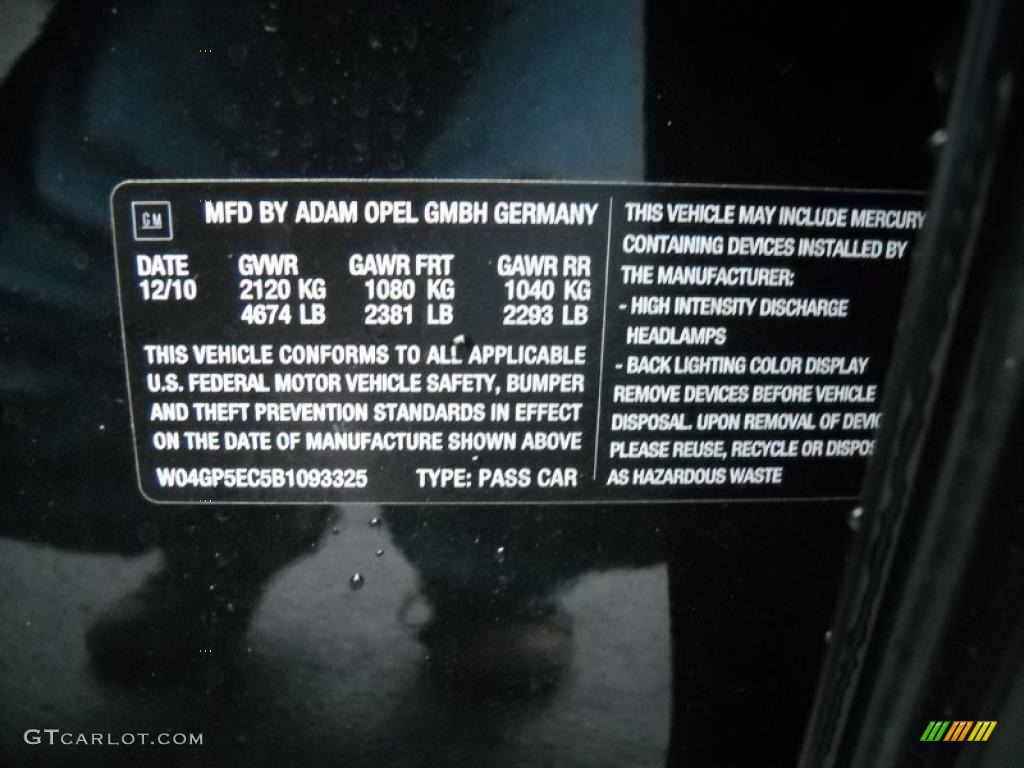 GM
MFD BY ADAM OPEL GMBH GERMANY
DATE GVWR GAWR FRT GAWR RR
12/10 2120 KG 1080 KG 1040 KG
4674 LB 2381 LB 2293 LB
THIS VEHICLE CONFORMS TO ALL APPLICABLE
U.S. FEDERAL MOTOR VEHICLE SAFETY, BUMPER
AND THEFT PREVENTION STANDARDS IN EFFECT
ON THE DATE OF MANUFACTURE SHOWN ABOVE
W04GP5EC5B1093325 TYPE: PASS CAR
THIS VEHICLE MAY INCLUDE MERCURY
CONTAINING DEVICES INSTALLED BY
THE MANUFACTURER:
- HIGH INTENSITY DISCHARGE
HEADLAMPS
- BACK LIGHTING COLOR DISPLAY
REMOVE DEVICES BEFORE VEHICLE
DISPOSAL. UPON REMOVAL OF
PLEASE REUSE, RECYCLE OR
AS HAZARDOUS WASTE
GTCARLOT.COM